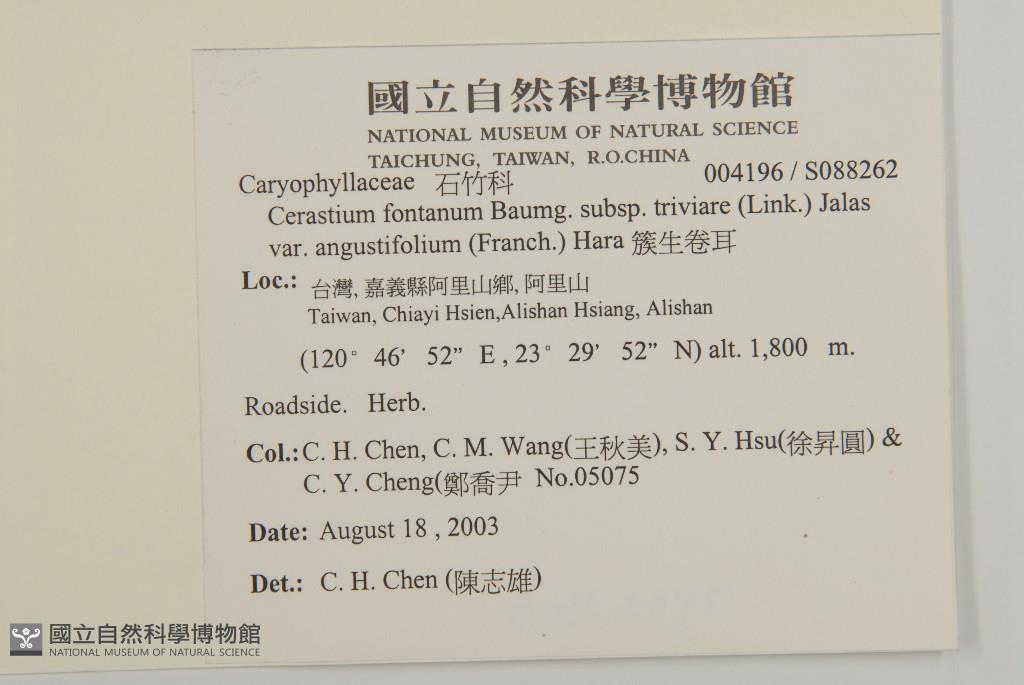 國立自然科學博物館
NATIONAL MUSEUM OF NATURAL SCIENCE
TAICHUNG, TAIWAN, R.O.CHINA
Caryophyllaceae 石竹科 004196 / S088262
Cerastium fontanum Baumg. subsp. triviare (Link.) Jalas
var. angustifolium (Franch.) Hara 簇生卷耳
Loc.: 台灣, 嘉義縣阿里山鄉, 阿里山
Taiwan, Chiayi Hsien,Alishan Hsiang, Alishan
(120° 46’ 52” E , 23° 29’ 52” N) alt. 1,800 m.
Roadside. Herb.
Col.: C. H. Chen, C. M. Wang(王秋美), S. Y. Hsu(徐昇圓) &
C. Y. Cheng(鄭喬尹 No.05075
Date: August 18 , 2003
Det.: C. H. Chen (陳志雄)
國立自然科學博物館
NATIONAL MUSEUM OF NATURAL SCIENCE